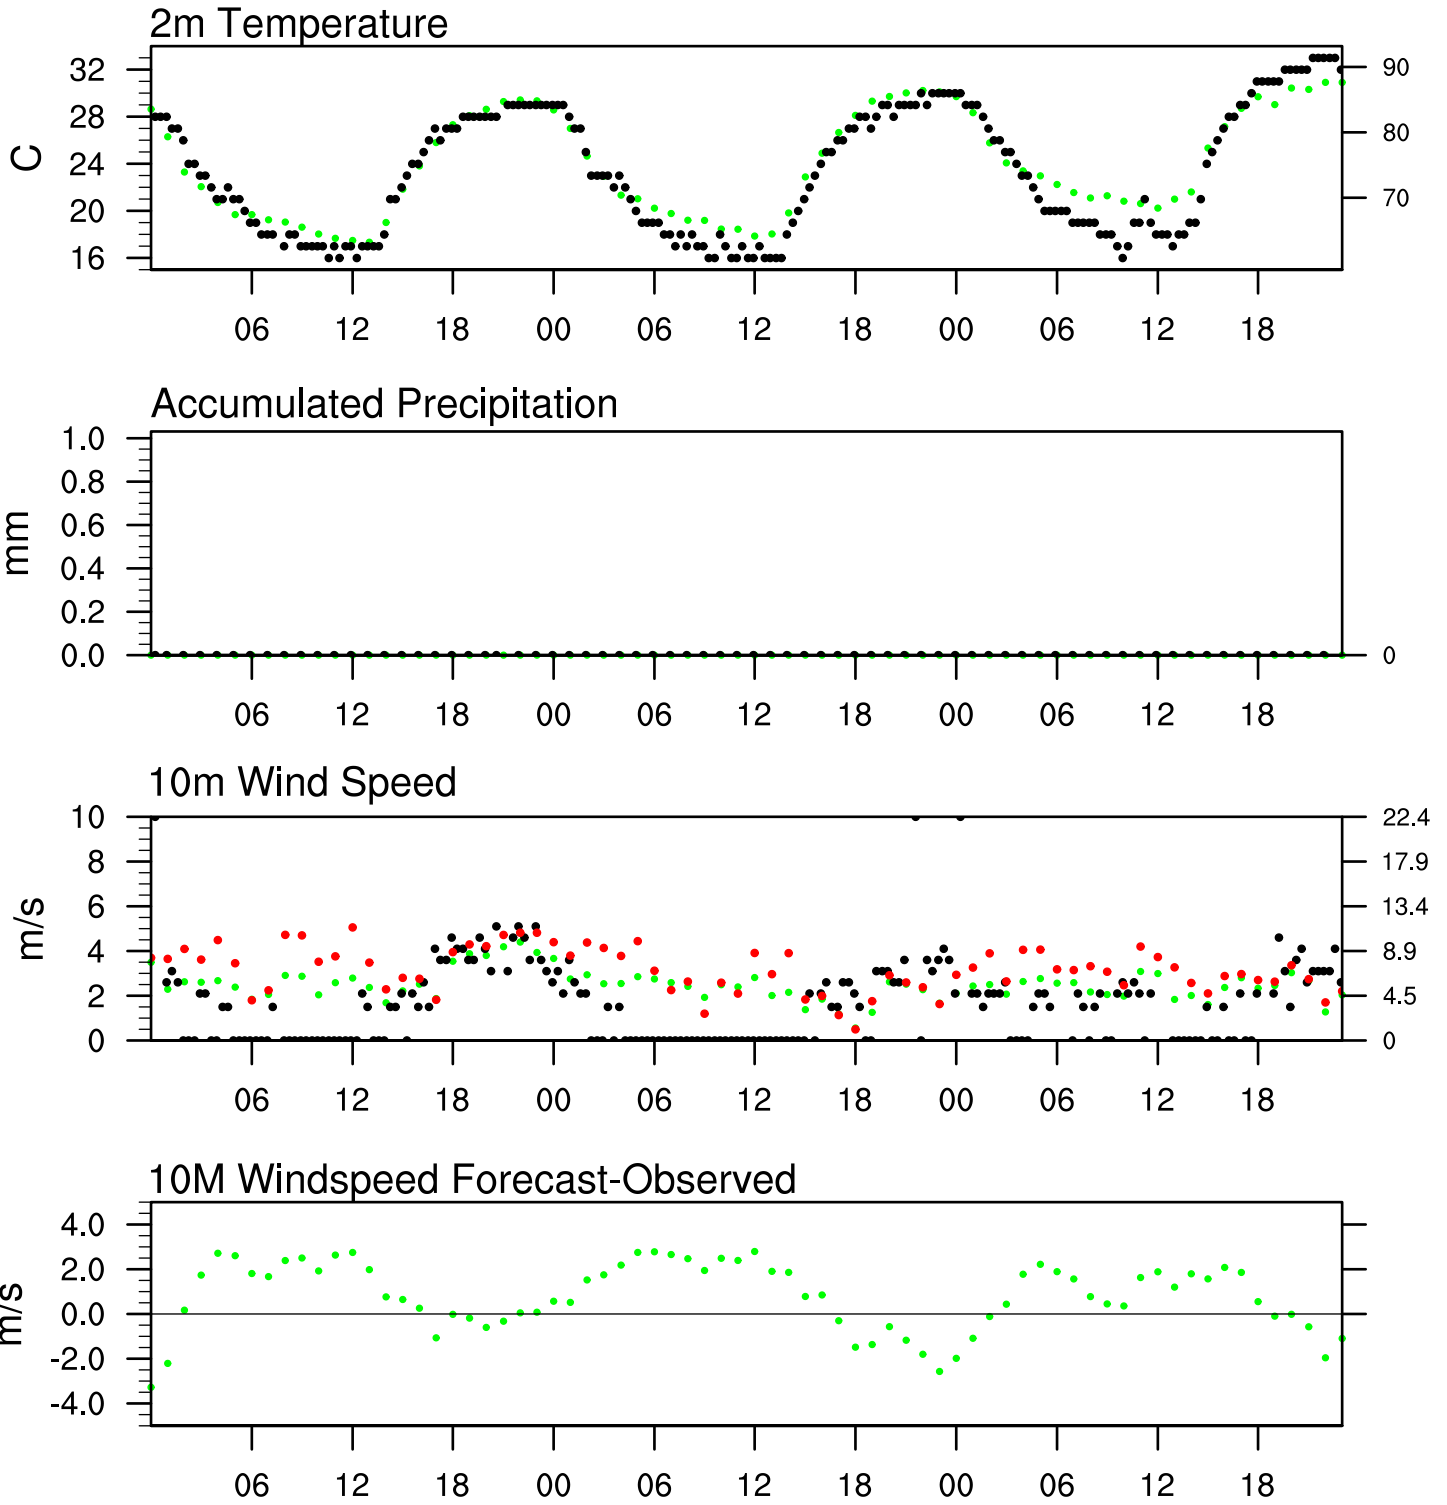 2m Temperature
32
28
24
20
16
C
90
80
70
06 12 18 00 06 12 18 00 06 12 18
Accumulated Precipitation
1.0
0.8
0.6
0.4
0.2
0.0
mm
0
06 12 18 00 06 12 18 00 06 12 18
10m Wind Speed
10
8
6
4
2
0
m/s
22.4
17.9
13.4
8.9
4.5
0
06 12 18 00 06 12 18 00 06 12 18
10M Windspeed Forecast-Observed
4.0
2.0
0.0
-2.0
-4.0
m/s
06 12 18 00 06 12 18 00 06 12 18